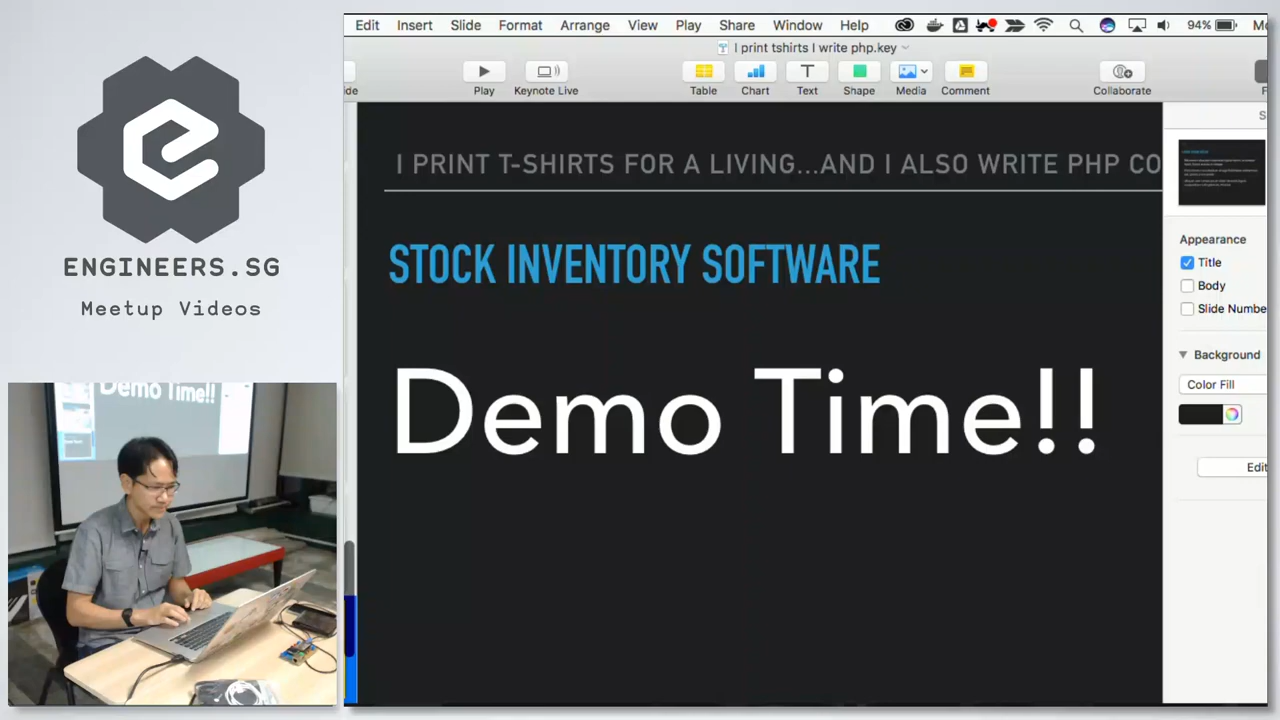 ENGINEERS.SG
Meetup Videos
Demo Time!!
Edit Insert Slide Format Arrange View Play Share Window Help 94%
I print tshirts I write php.key
Play Keynote Live Table Chart Text Shape Media Comment Collaborate
I PRINT T-SHIRTS FOR A LIVING...AND I ALSO WRITE PHP CO
STOCK INVENTORY SOFTWARE
Demo Time!!
Appearance
Title
Body
Slide Numbe
Background
Color Fill
Edit